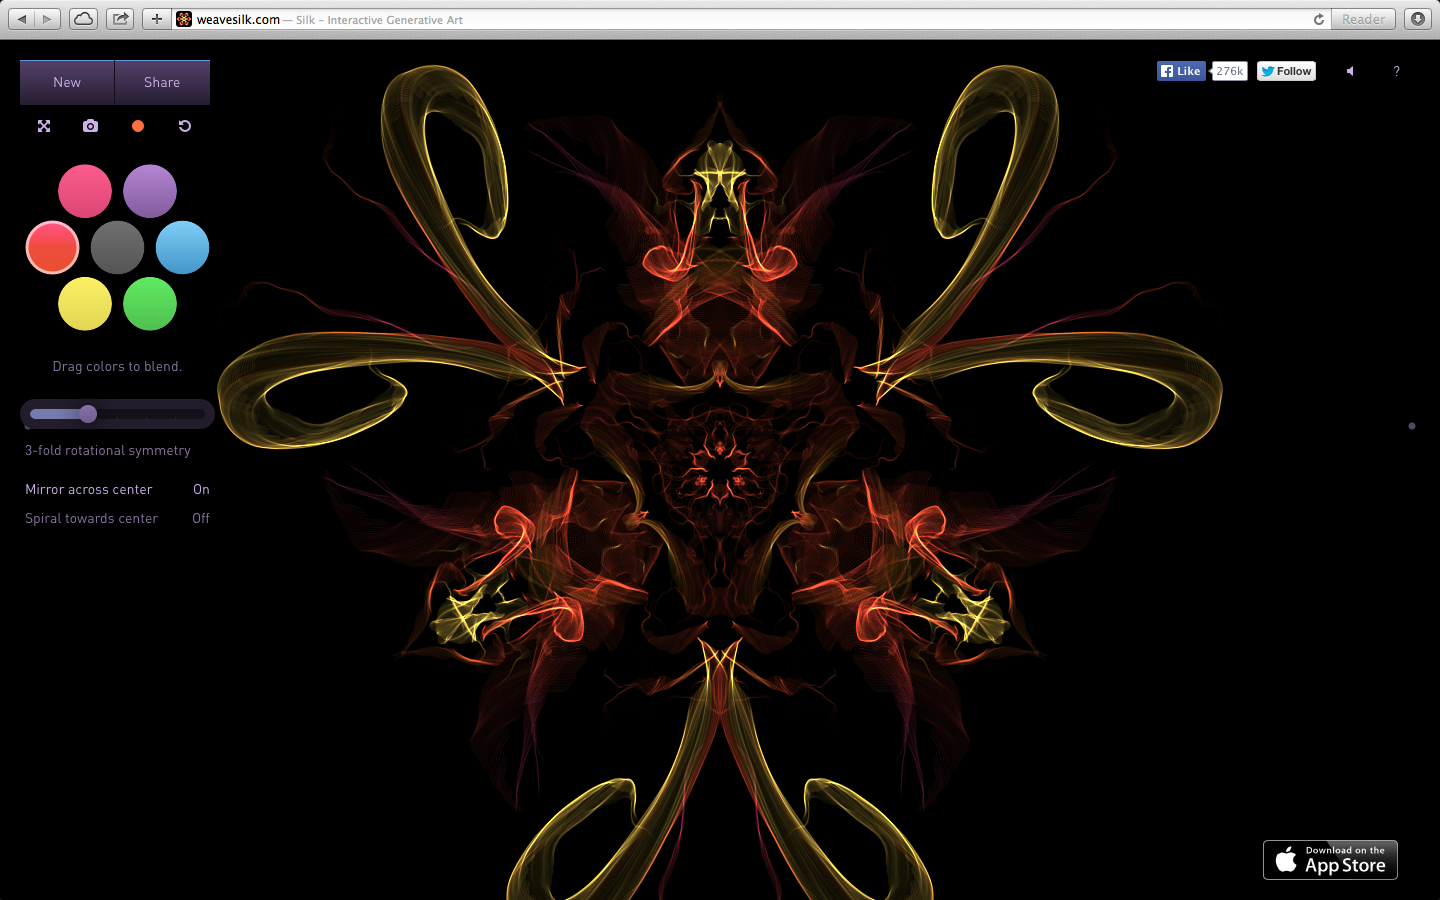 weavesilk.com — Silk – Interactive Generative Art
Reader
New
Share
Like
276k
Follow
?
Drag colors to blend.
3-fold rotational symmetry
Mirror across center On
Spiral towards center Off
Download on the
App Store